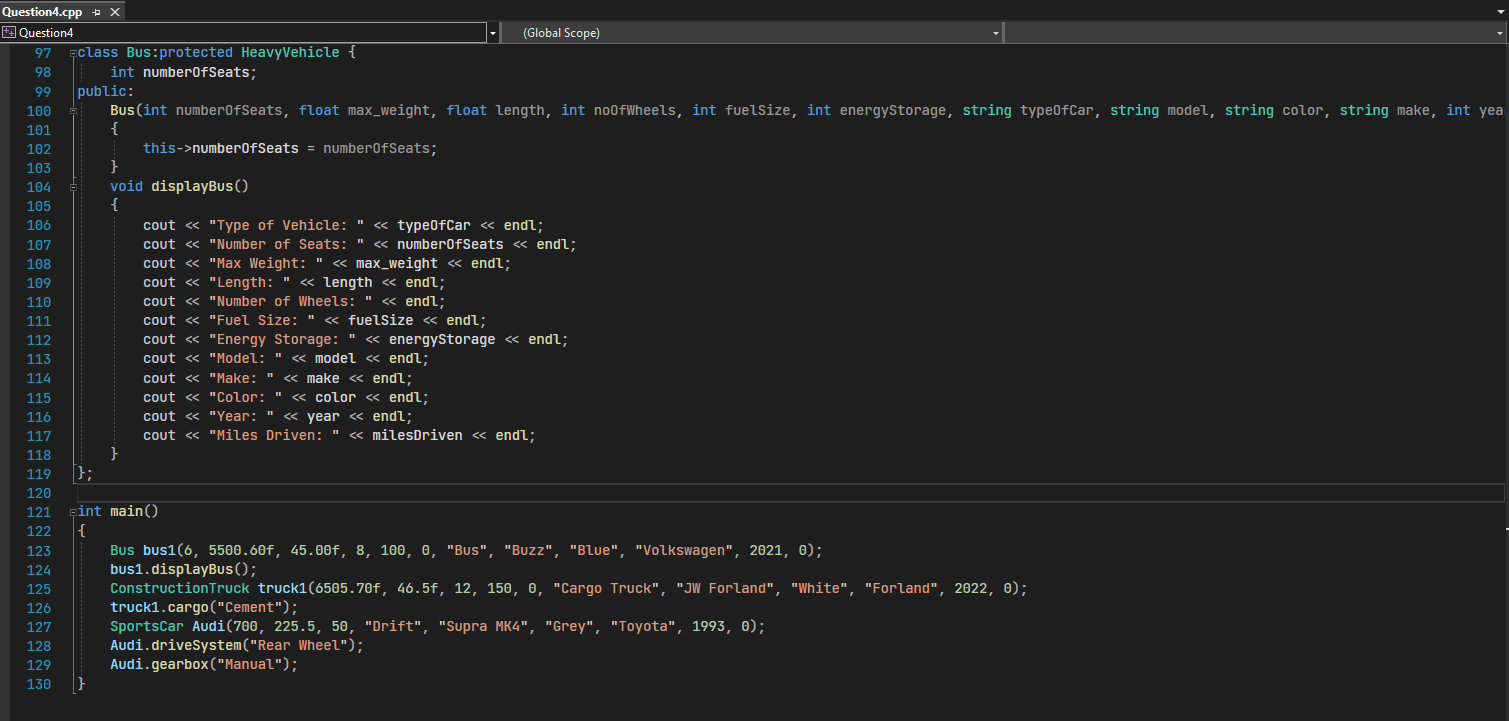 Question4.cpp
Question4 (Global Scope)
97 class Bus:protected HeavyVehicle {
98 int numberOfSeats;
99 public:
100 Bus(int numberOfSeats, float max_weight, float length, int noOfWheels, int fuelSize, int energyStorage, string typeOfCar, string model, string color, string make, int yea
101 {
102 this->numberOfSeats = numberOfSeats;
103 }
104 void displayBus()
105 {
106 cout << "Type of Vehicle: " << typeOfCar << endl;
107 cout << "Number of Seats: " << numberOfSeats << endl;
108 cout << "Max Weight: " << max_weight << endl;
109 cout << "Length: " << length << endl;
110 cout << "Number of Wheels: " << endl;
111 cout << "Fuel Size: " << fuelSize << endl;
112 cout << "Energy Storage: " << energyStorage << endl;
113 cout << "Model: " << model << endl;
114 cout << "Make: " << make << endl;
115 cout << "Color: " << color << endl;
116 cout << "Year: " << year << endl;
117 cout << "Miles Driven: " << milesDriven << endl;
118 }
119 };
120
121 int main()
122 {
123 Bus bus1(6, 5500.60f, 45.00f, 8, 100, 0, "Bus", "Buzz", "Blue", "Volkswagen", 2021, 0);
124 bus1.displayBus();
125 ConstructionTruck truck1(6505.70f, 46.5f, 12, 150, 0, "Cargo Truck", "JW Forland", "White", "Forland", 2022, 0);
126 truck1.cargo("Cement");
127 SportsCar Audi(700, 225.5, 50, "Drift", "Supra MK4", "Grey", "Toyota", 1993, 0);
128 Audi.driveSystem("Rear Wheel");
129 Audi.gearbox("Manual");
130 }